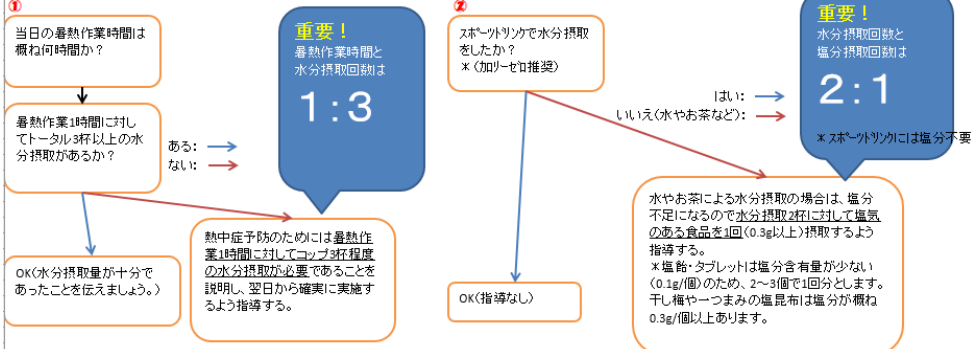 ①
当日の暑熱作業時間は
概ね何時間か？
暑熱作業1時間に対し
てトータル3杯以上の水
分摂取があるか？
ある：
ない：
重要！
暑熱作業時間と
水分摂取回数は
1：3
OK（水分摂取量が十分で
あったことを伝えましょう。）
熱中症予防のためには暑熱作
業1時間に対してコップ3杯程度
の水分摂取が必要であることを
説明し、翌日から確実に実施す
るよう指導する。
②
スポーツドリンクで水分摂取
をしたか？
＊（カロリーゼロ推奨）
はい：
いいえ（水やお茶など）：
重要！
水分摂取回数と
塩分摂取回数は
2：1
＊スポーツドリンクには塩分不要
OK（指導なし）
水やお茶による水分摂取の場合は、塩分
不足になるので水分摂取2杯に対して塩気
のある食品を1回（0.3g以上）摂取するよう
指導する。
＊塩飴・タブレットは塩分含有量が少ない
（0.1g/個）のため、2～3個で1回分とします。
干し梅や一つまみの塩昆布は塩分が概ね
0.3g/個以上あります。